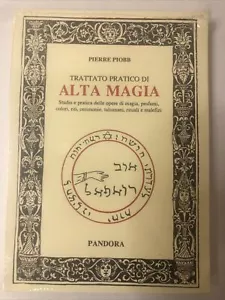 PIERRE PIOBB
TRATTATO PRATICO DI
ALTA MAGIA
Studio e pratica delle opere di magia, profumi,
colori, riti, cerimonie, talismani, rituali e malefici
PANDORA